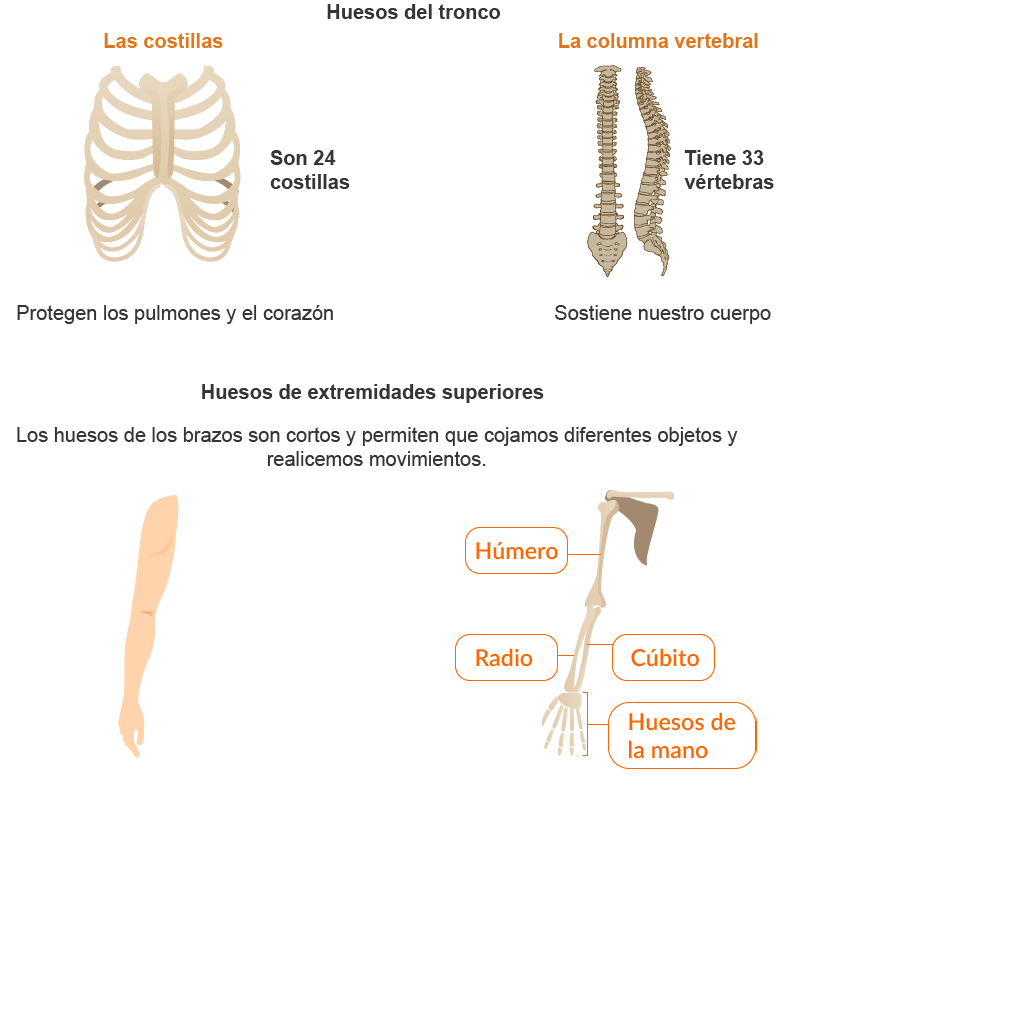 Huesos del tronco
Las costillas
La columna vertebral
Son 24
costillas
Tiene 33
vértebras
Protegen los pulmones y el corazón
Sostiene nuestro cuerpo
Huesos de extremidades superiores
Los huesos de los brazos son cortos y permiten que cojamos diferentes objetos y
realicemos movimientos.
Húmero
Radio
Cúbito
Huesos de
la mano